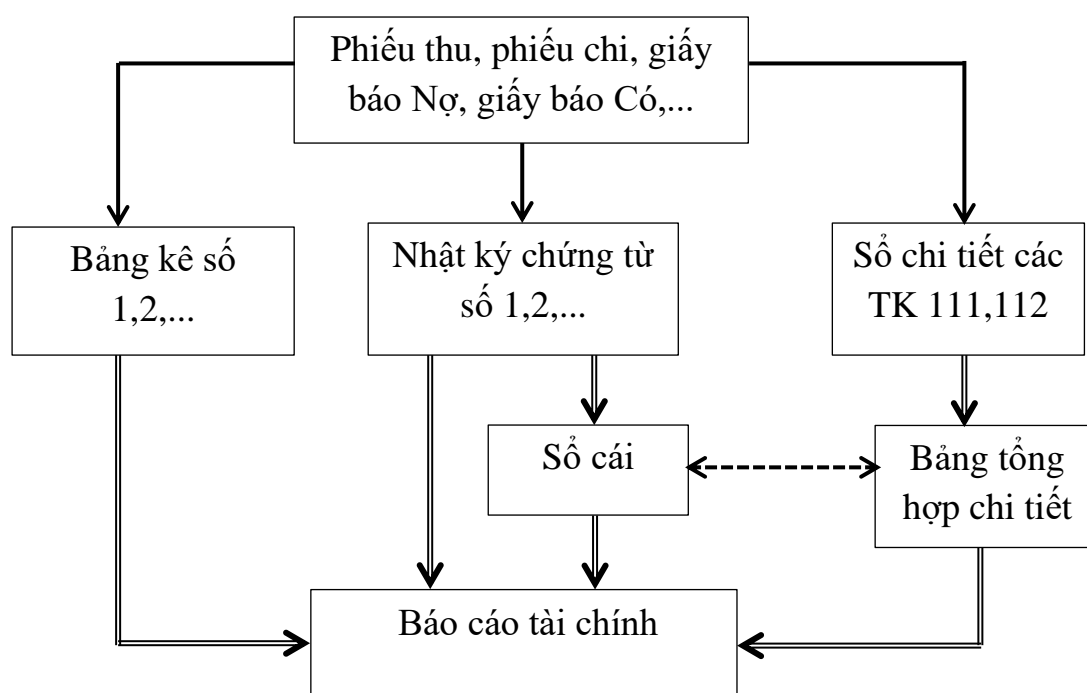 Phiếu thu, phiếu chi, giấy
báo Nợ, giấy báo Có,...
Bảng kê số
1,2,...
Nhật ký chứng từ
số 1,2,...
Sổ chi tiết các
TK 111,112
Sổ cái
Bảng tổng
hợp chi tiết
Báo cáo tài chính